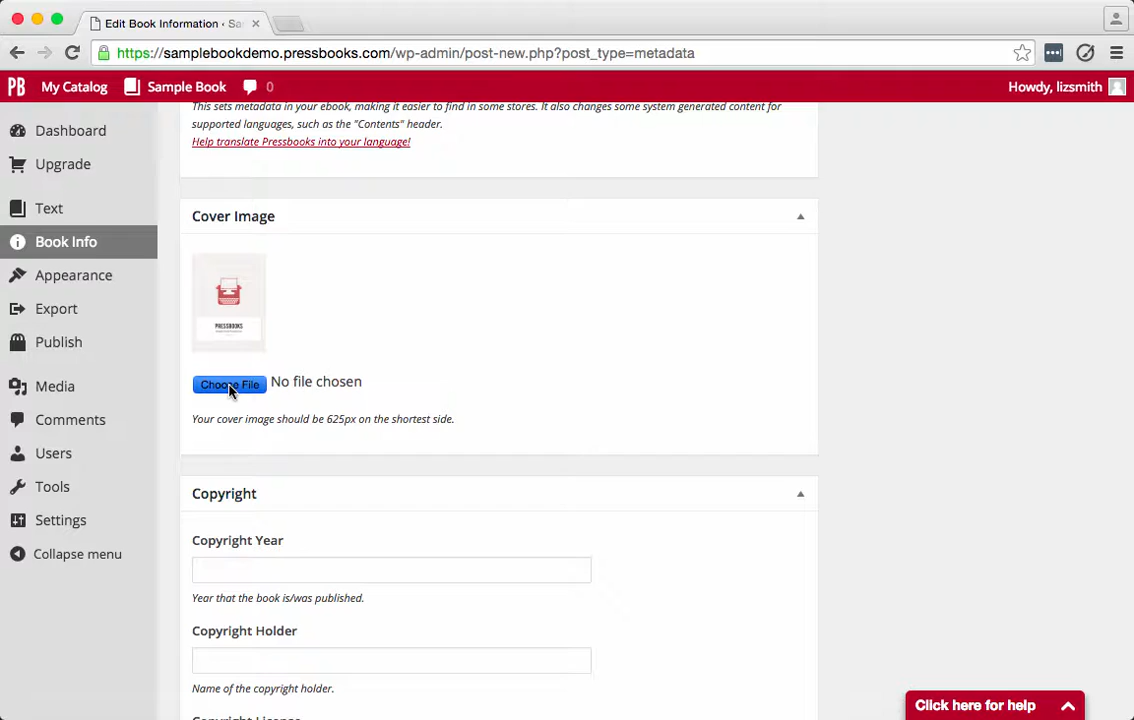 Edit Book Information ‹ Sa
https://samplebookdemo.pressbooks.com/wp-admin/post-new.php?post_type=metadata
PB My Catalog Sample Book 0 Howdy, lizsmith
Dashboard
Upgrade
Text
Book Info
Appearance
Export
Publish
Media
Comments
Users
Tools
Settings
Collapse menu
This sets metadata in your ebook, making it easier to find in some stores. It also changes some system generated content for
supported languages, such as the "Contents" header.
Help translate Pressbooks into your language!
Cover Image
PRESSBOOKS
Choose File No file chosen
Your cover image should be 625px on the shortest side.
Copyright
Copyright Year
Year that the book is/was published.
Copyright Holder
Name of the copyright holder.
Copyright License
Click here for help